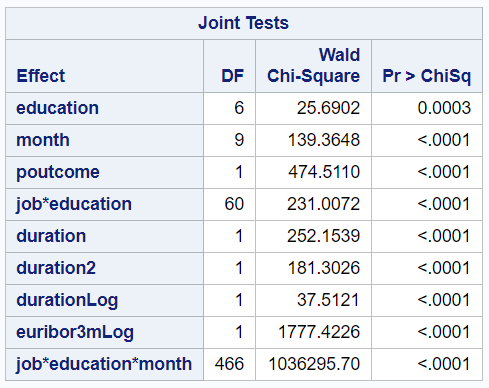 Joint Tests
Effect DF Wald Chi-Square Pr > ChiSq
education 6 25.6902 0.0003
month 9 139.3648 <.0001
poutcome 1 474.5110 <.0001
job*education 60 231.0072 <.0001
duration 1 252.1539 <.0001
duration2 1 181.3026 <.0001
durationLog 1 37.5121 <.0001
euribor3mLog 1 1777.4226 <.0001
job*education*month 466 1036295.70 <.0001